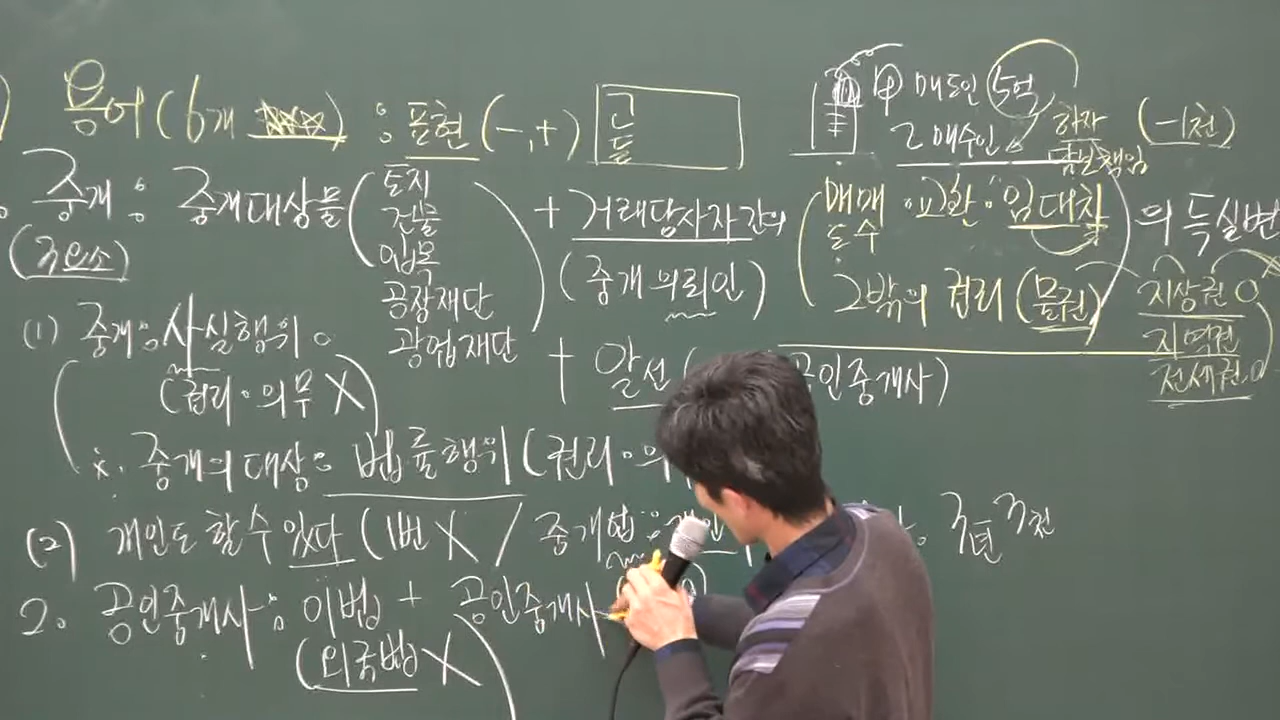 용어(6개 ) : 표현(-,+) 고 들
甲 매도인 5억
乙 매수인 하자 담보책임 (-1천)
중개 : 중개대상물 (토지 건물 입목 공장재단 광업재단) + 거래당사자간의 (매매 교환·임대차 의 득실변
(3요소)
(중개의뢰인)
그밖의 권리 (물권) 지상권 O
지역권
전세권 O
(1) 중개 : 사실행위 O
+ 알선 ( 공인중개사)
(권리·의무 X)
※. 중개의 대상 : 법률행위 (권리·의
(2) 개인도 할 수 있다 (1번 X / 중개업 : 3년 3천
2. 공인중개사 : 이법 + 공인중개사
(외국법 X)